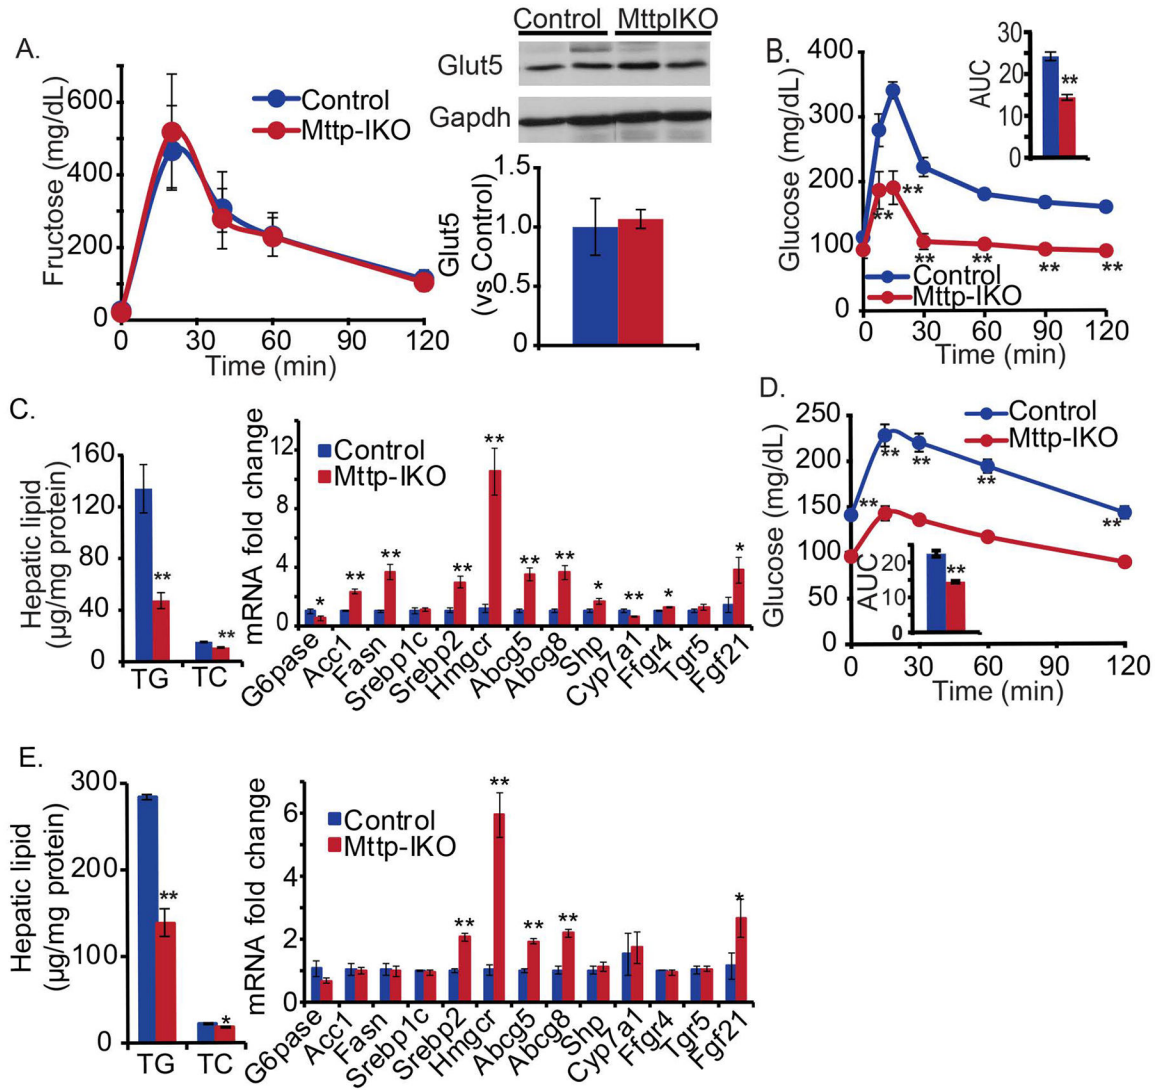 A.
Fructose (mg/dL)
600
400
200
0
0
30
60
90
120
Time (min)
Control
Mttp-IKO
Control
MttpIKO
Glut5
Gapdh
Glut5
(vs Control)
1.5
1.0
0.5
0
B.
Glucose (mg/dL)
400
300
200
100
0
0
30
60
90
120
Time (min)
Control
Mttp-IKO
** ** ** ** ** **
AUC
30
20
10
0
**
C.
Hepatic lipid
(µg/mg protein)
160
120
80
40
0
TG
TC
** **
mRNA fold change
12
8
4
2
0
Control
Mttp-IKO
* ** ** ** ** ** ** * ** * *
G6pase
Acc1
Fasn
Srebp1c
Srebp2
Hmgcr
Abcg5
Abcg8
Shp
Cyp7a1
Ffgr4
Tgr5
Fgf21
D.
Glucose (mg/dL)
250
200
150
100
50
0
0
30
60
90
120
Time (min)
Control
Mttp-IKO
** ** ** ** **
AUC
20
10
0
**
E.
Hepatic lipid
(µg/mg protein)
300
200
100
0
TG
TC
** *
mRNA fold change
6
4
2
0
Control
Mttp-IKO
** ** ** ** *
G6pase
Acc1
Fasn
Srebp1c
Srebp2
Hmgcr
Abcg5
Abcg8
Shp
Cyp7a1
Ffgr4
Tgr5
Fgf21